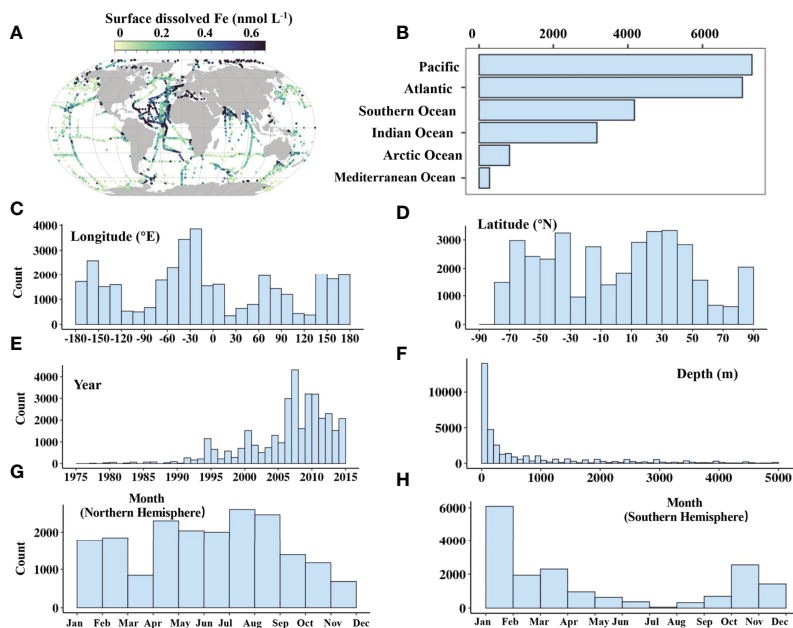 Surface dissolved Fe (nmol L⁻¹)
A
0 0.2 0.4 0.6
B
0 2000 4000 6000
Pacific
Atlantic
Southern Ocean
Indian Ocean
Arctic Ocean
Mediterranean Ocean
C
Longitude (°E)
Count
4000
3000
2000
1000
0
-180 -150 -120 -90 -60 -30 0 30 60 90 120 150 180
D
Latitude (°N)
3000
2000
1000
0
-90 -70 -50 -30 -10 10 30 50 70 90
E
Year
Count
4000
3000
2000
1000
0
1975 1980 1985 1990 1995 2000 2005 2010 2015
F
Depth (m)
10000
5000
0
0 1000 2000 3000 4000 5000
G
Month
(Northern Hemisphere)
Count
2000
1000
0
Jan Feb Mar Apr May Jun Jul Aug Sep Oct Nov Dec
H
Month
(Southern Hemisphere)
6000
4000
2000
0
Jan Feb Mar Apr May Jun Jul Aug Sep Oct Nov Dec